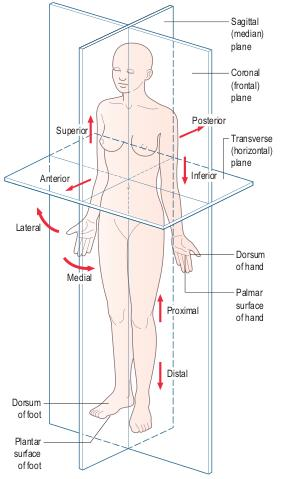 Sagittal
(median)
plane
Coronal
(frontal)
plane
Posterior
Superior
Transverse
(horizontal)
plane
Anterior
Inferior
Lateral
Medial
Dorsum
of hand
Palmar
surface
of hand
Proximal
Distal
Dorsum
of foot
Plantar
surface
of foot